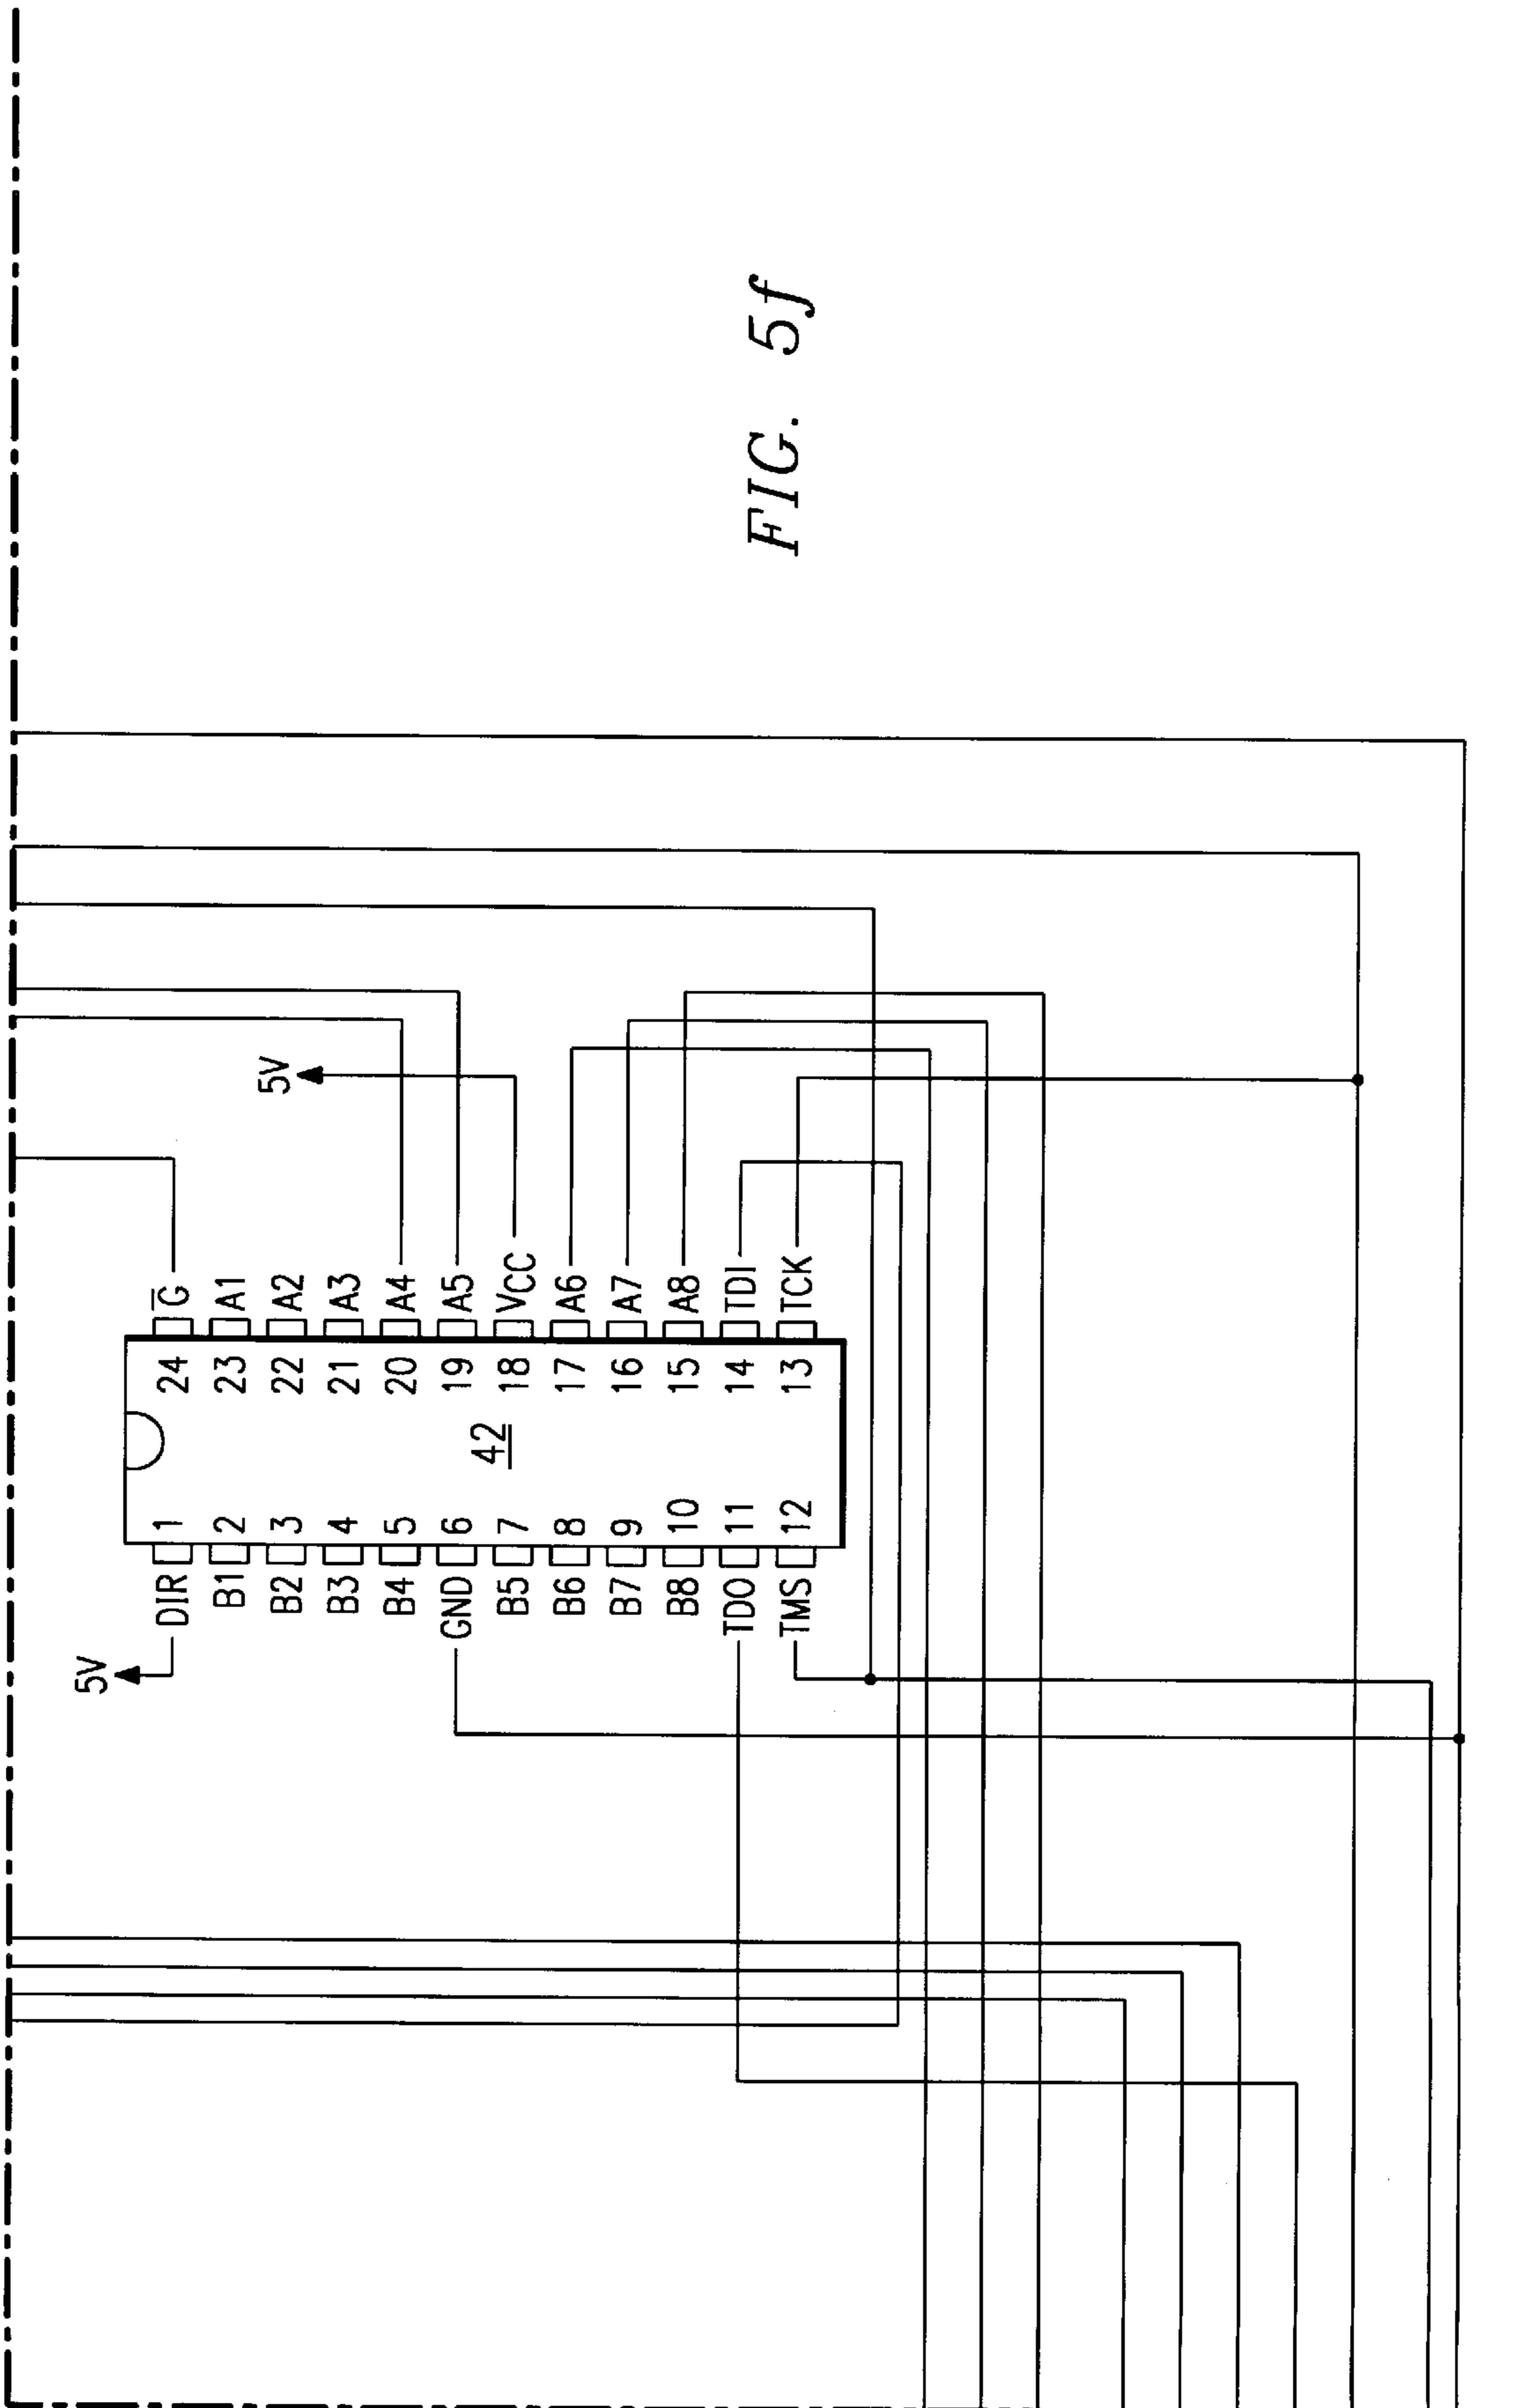 5V
DIR 1 24 G̅
B1 2 23 A1
B2 3 22 A2
B3 4 21 A3
B4 5 20 A4
GND 6 19 A5
B5 7 18 VCC
5V
B6 8 17 A6
B7 9 16 A7
B8 10 15 A8
TDO 11 14 TDI
TMS 12 13 TCK
42
FIG. 5f